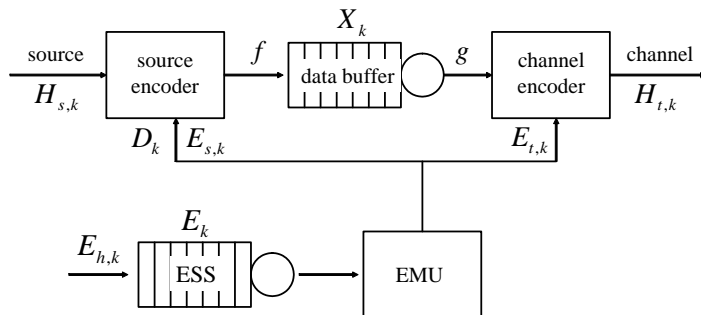 source
H_{s,k}
source
encoder
D_k
E_{s,k}
f
X_k
data buffer
g
channel
encoder
E_{t,k}
channel
H_{t,k}
E_{h,k}
E_k
ESS
EMU